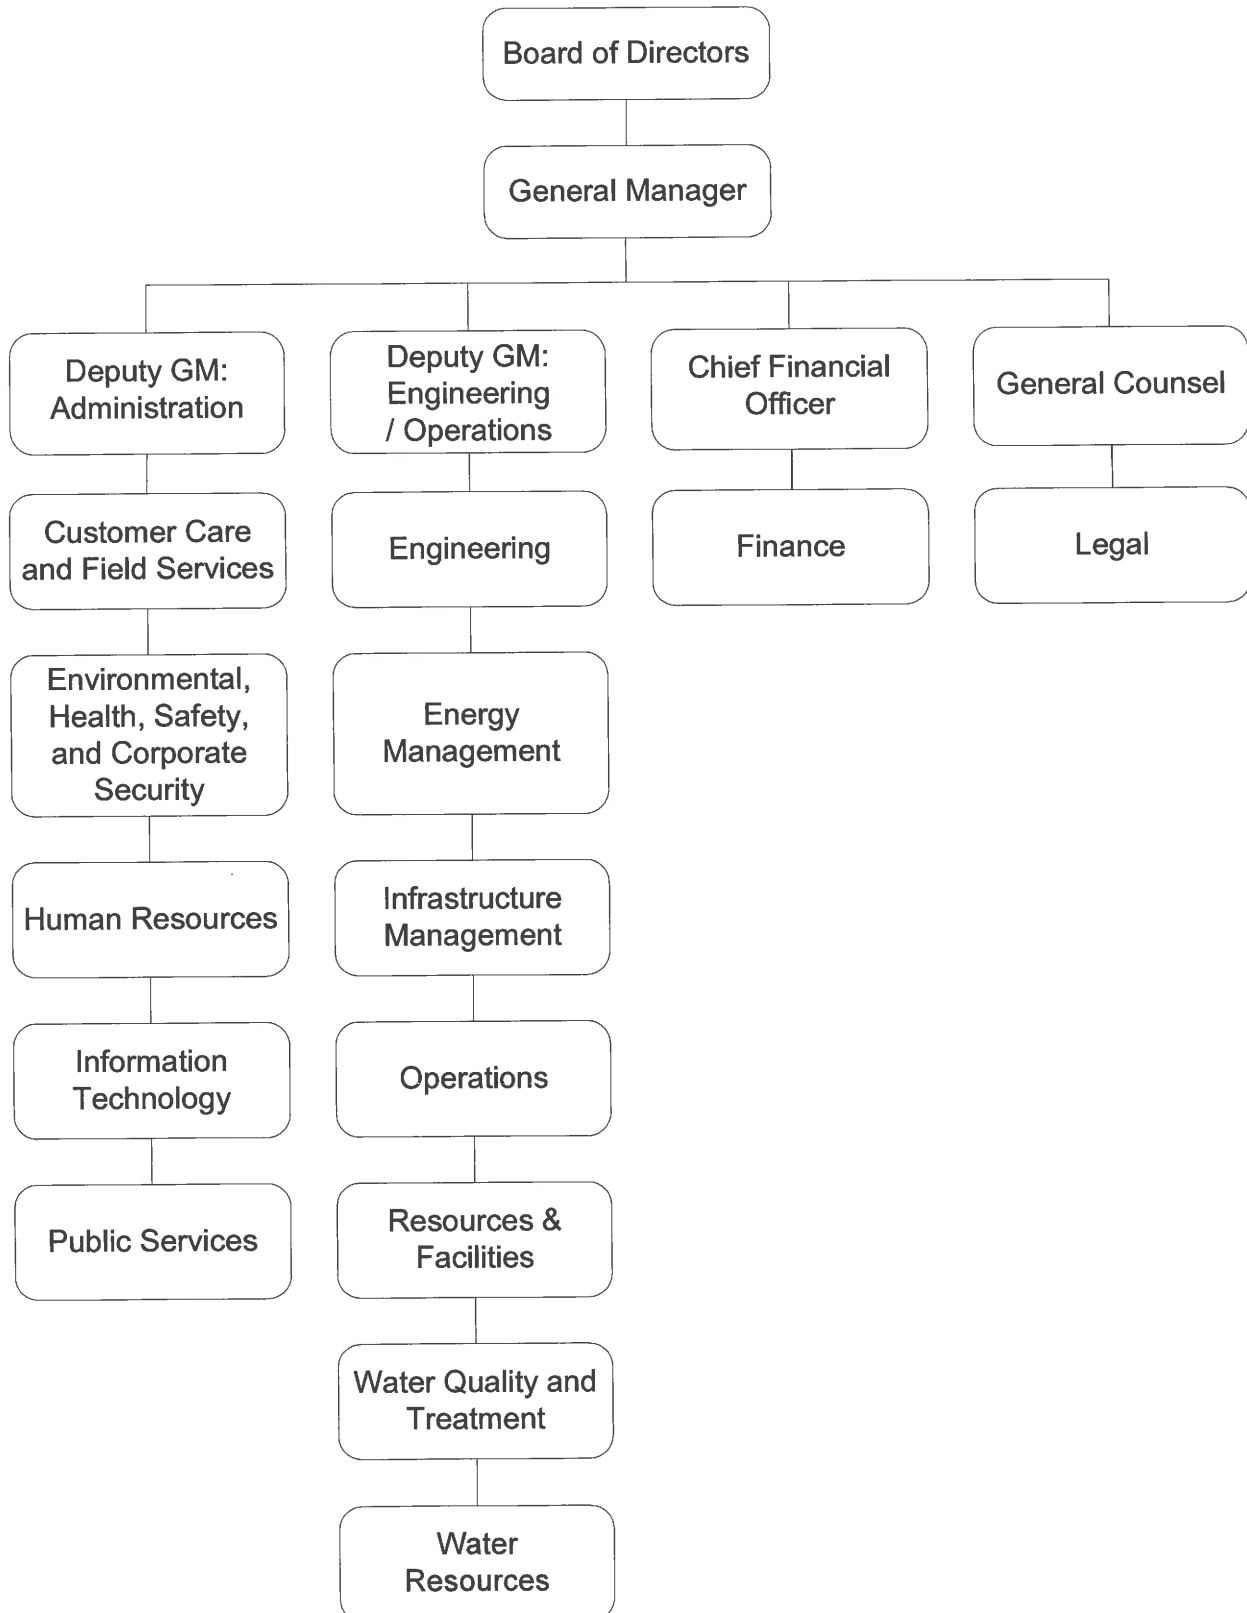 Board of Directors
General Manager
Deputy GM:
Administration
Deputy GM:
Engineering
/ Operations
Chief Financial
Officer
General Counsel
Customer Care
and Field Services
Engineering
Finance
Legal
Environmental,
Health, Safety,
and Corporate
Security
Energy
Management
Human Resources
Infrastructure
Management
Information
Technology
Operations
Public Services
Resources &
Facilities
Water Quality and
Treatment
Water
Resources